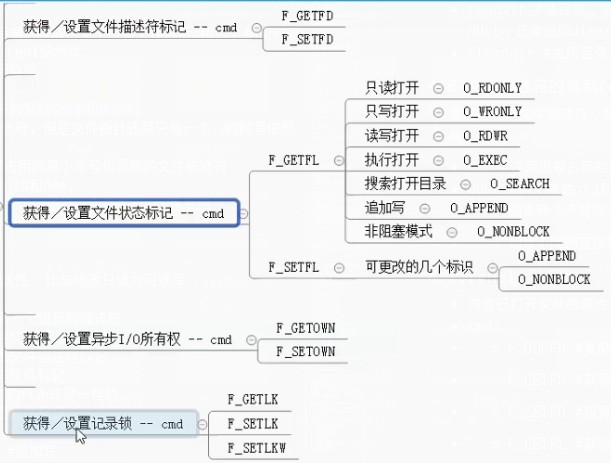 获得／设置文件描述符标记 -- cmd
F_GETFD
F_SETFD
获得／设置文件状态标记 -- cmd
F_GETFL
只读打开 O_RDONLY
只写打开 O_WRONLY
读写打开 O_RDWR
执行打开 O_EXEC
搜索打开目录 O_SEARCH
追加写 O_APPEND
非阻塞模式 O_NONBLOCK
F_SETFL
可更改的几个标识
O_APPEND
O_NONBLOCK
获得／设置异步I/O所有权 -- cmd
F_GETOWN
F_SETOWN
获得／设置记录锁 -- cmd
F_GETLK
F_SETLK
F_SETLKW